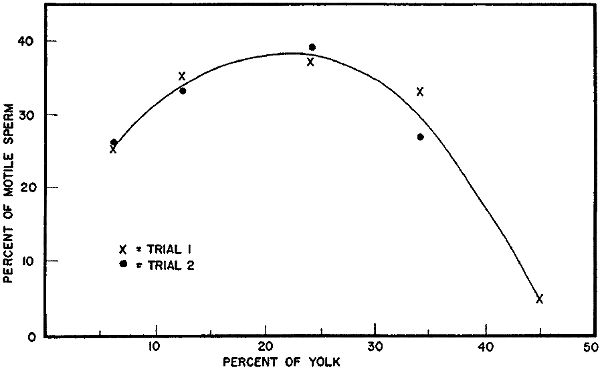 40
30
20
10
0
PERCENT OF MOTILE SPERM
X = TRIAL 1
● = TRIAL 2
10 20 30 40 50
PERCENT OF YOLK